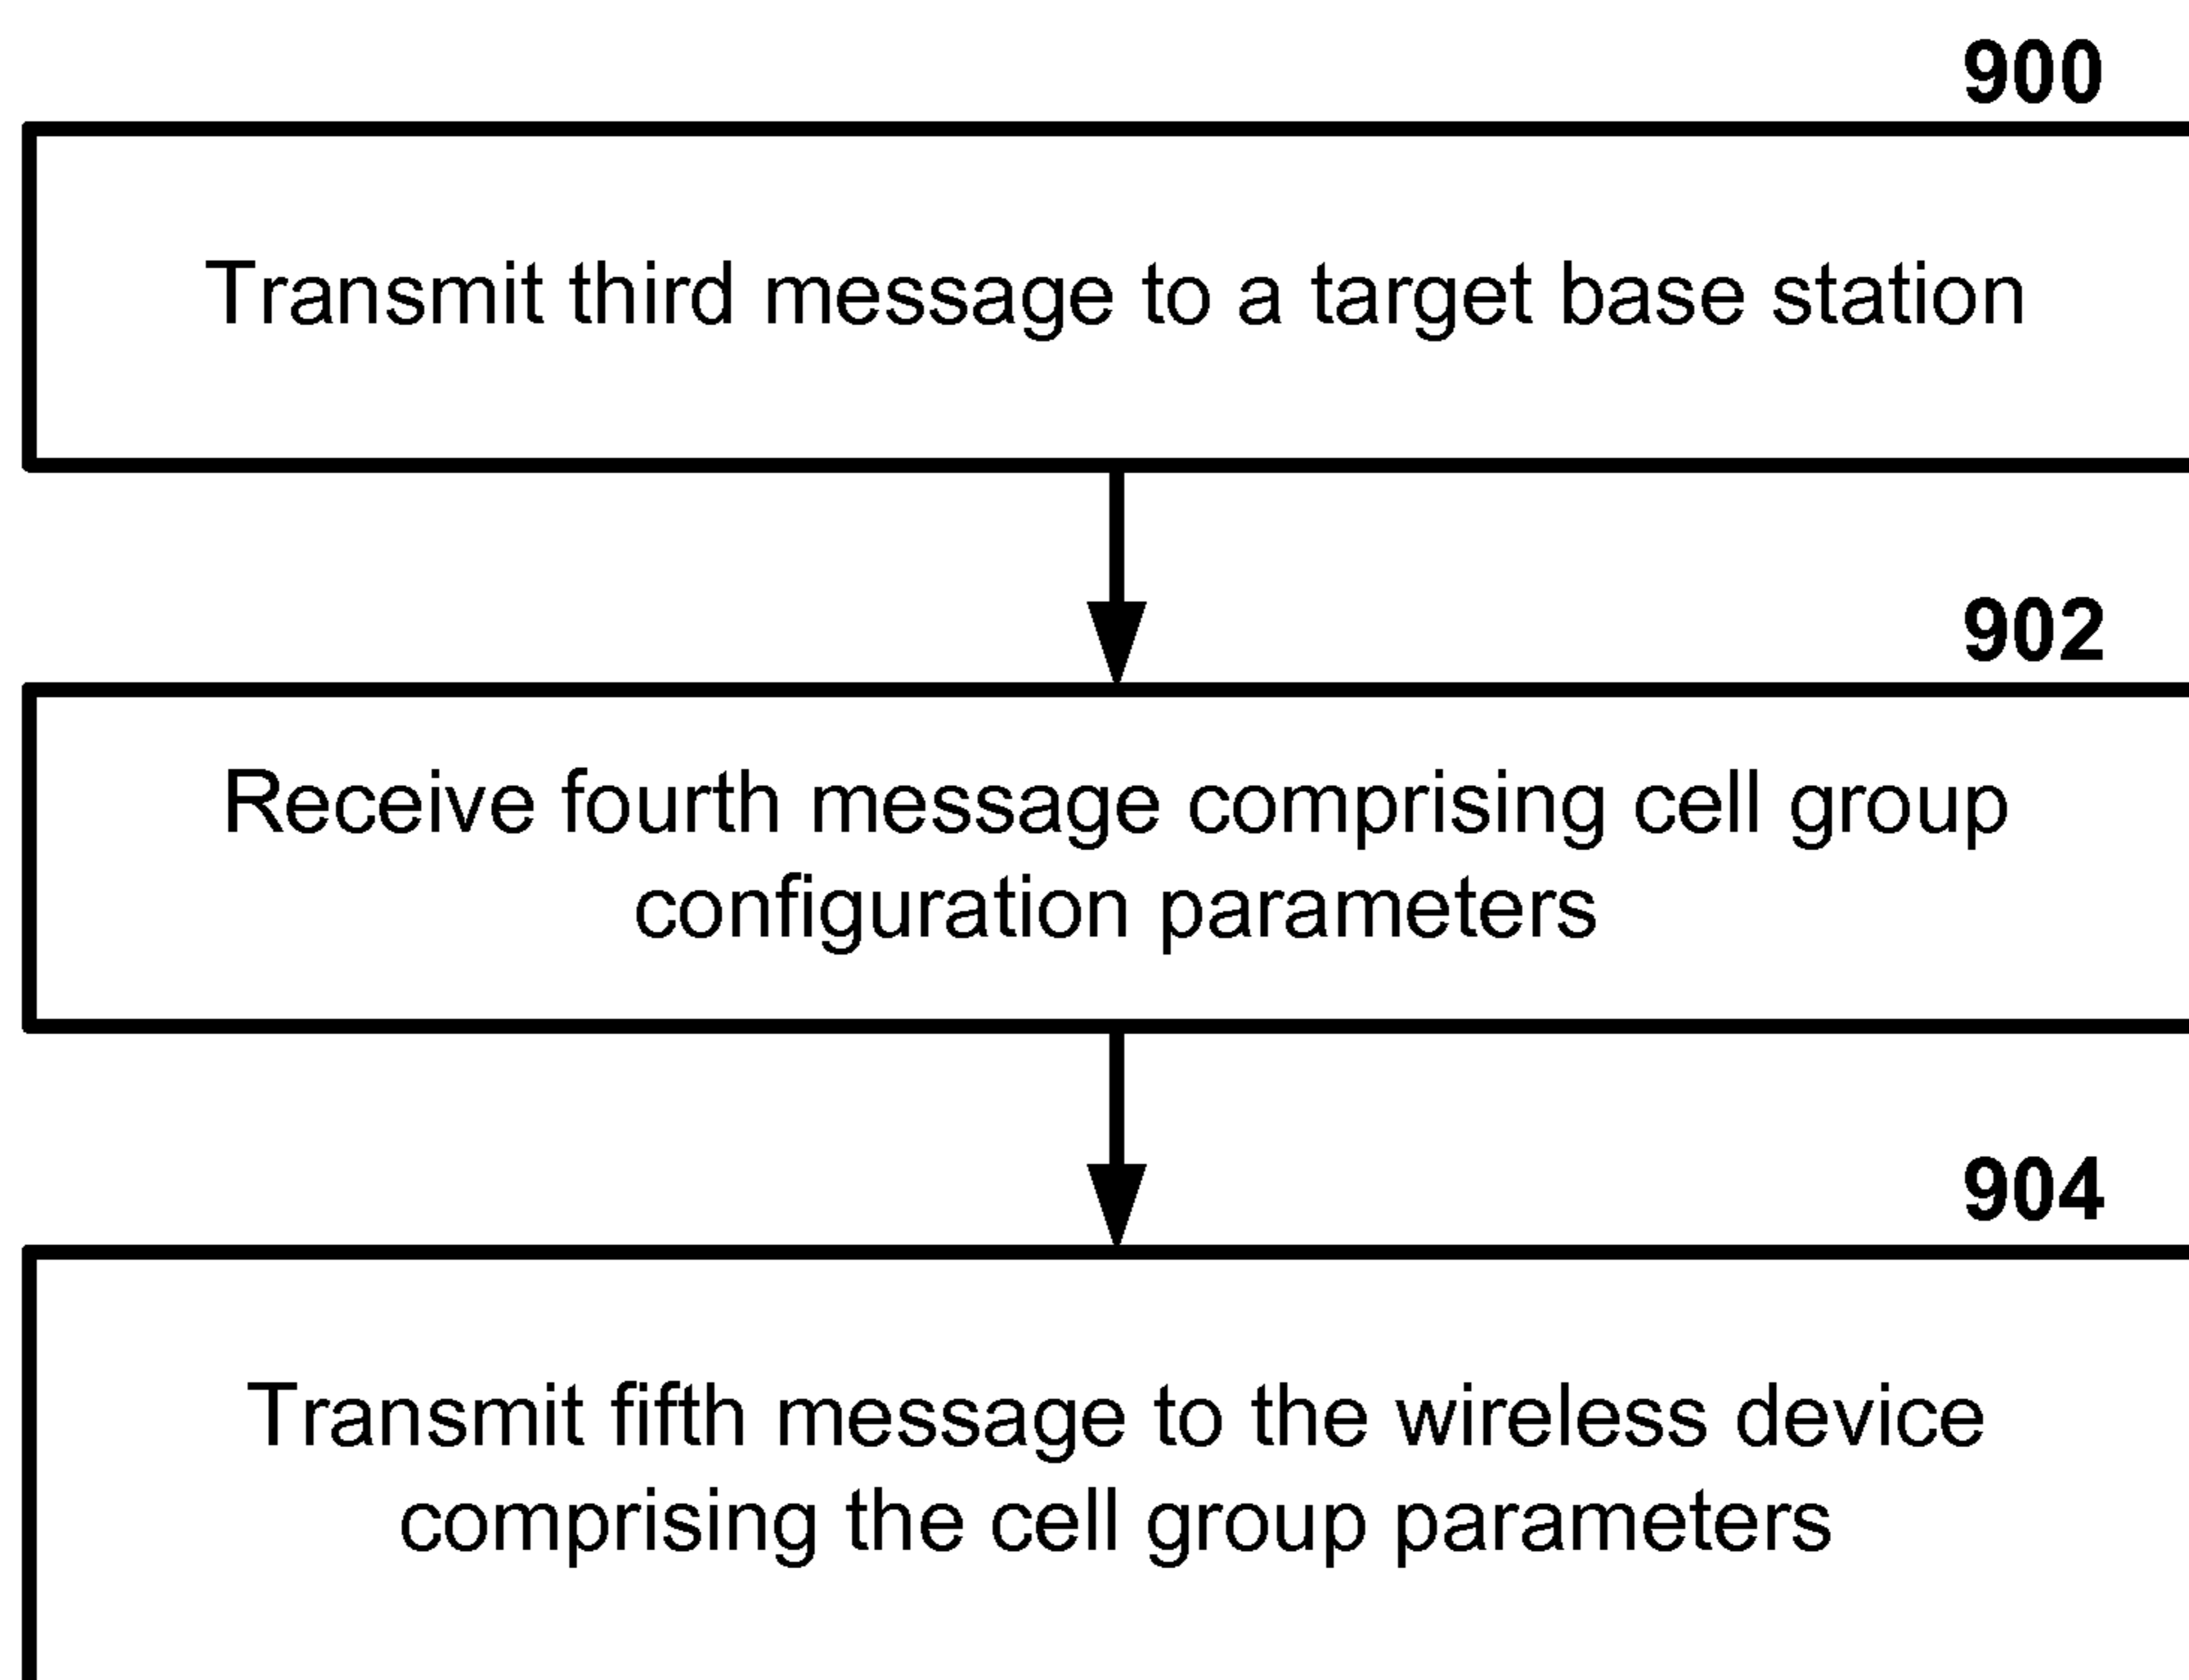 900
Transmit third message to a target base station
902
Receive fourth message comprising cell group
configuration parameters
904
Transmit fifth message to the wireless device
comprising the cell group parameters